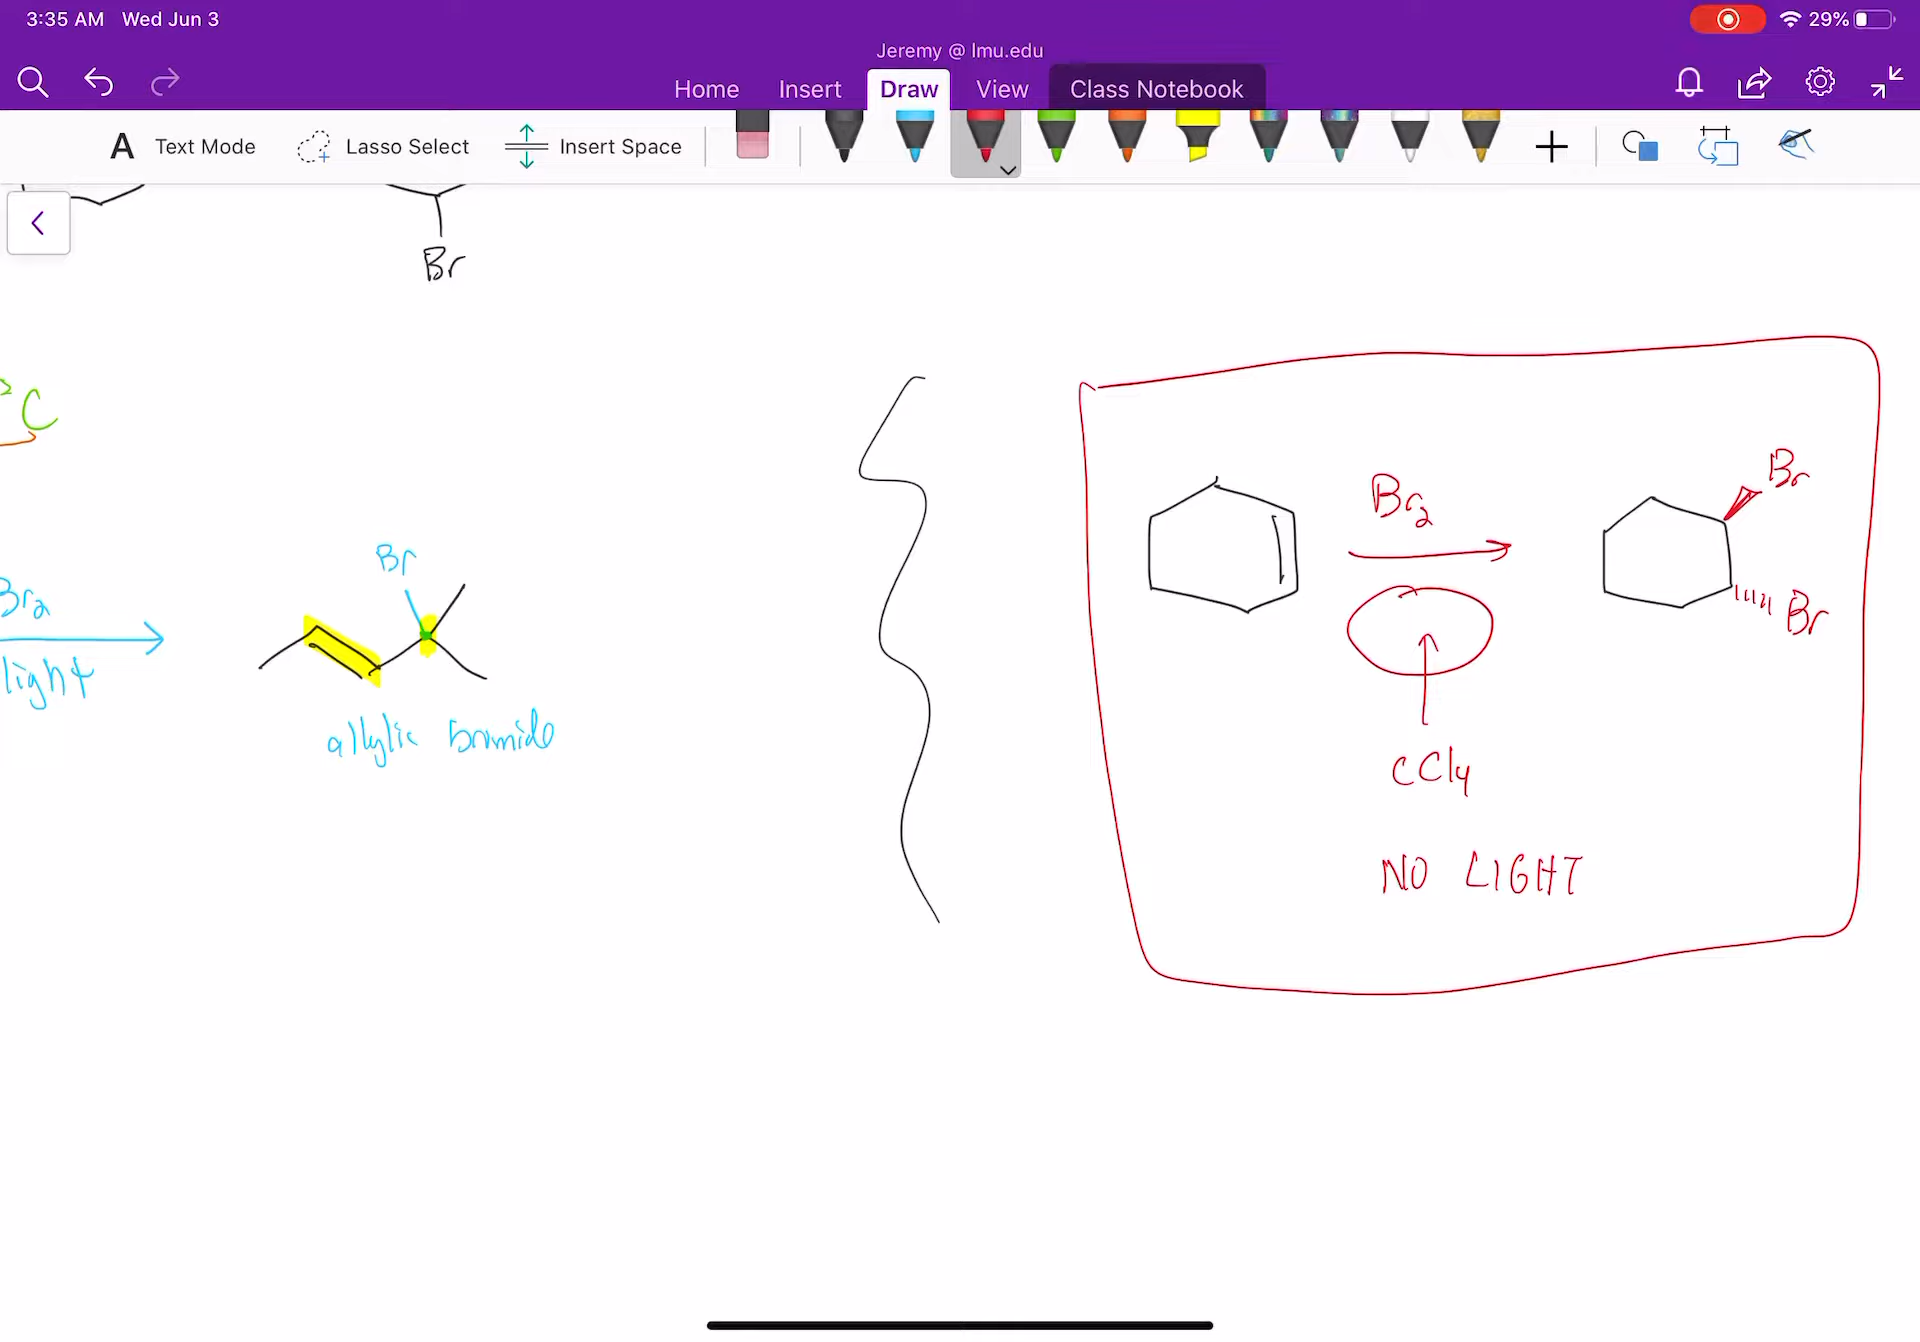 3:35 AM Wed Jun 3
29%
Jeremy @ lmu.edu
Home Insert Draw View Class Notebook
A Text Mode Lasso Select Insert Space
Br
C
Br2
light
Br
allylic bromide
Br2
CCl4
NO LIGHT
Br
Br